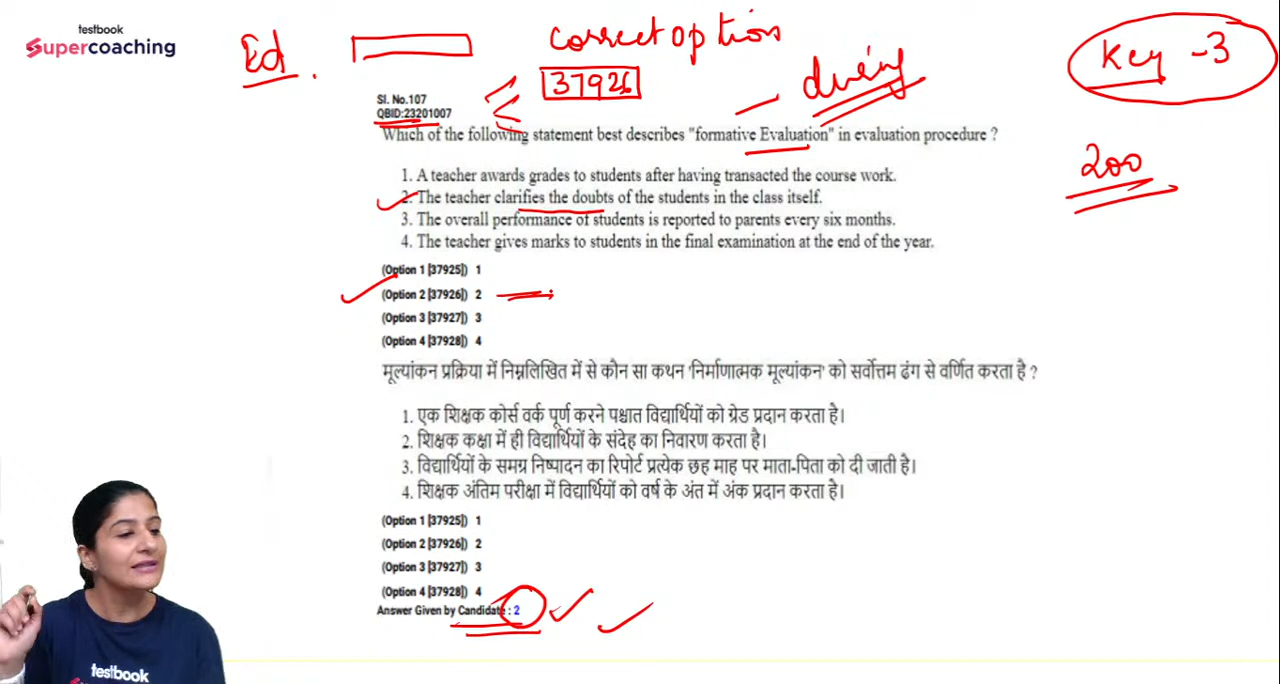 testbook
Supercoaching
Ed.
correct option
37926
during
Key -3
200
Sl. No.107
QBID:23201007
Which of the following statement best describes "formative Evaluation" in evaluation procedure ?
1. A teacher awards grades to students after having transacted the course work.
2. The teacher clarifies the doubts of the students in the class itself.
3. The overall performance of students is reported to parents every six months.
4. The teacher gives marks to students in the final examination at the end of the year.
(Option 1 [37925]) 1
(Option 2 [37926]) 2
(Option 3 [37927]) 3
(Option 4 [37928]) 4
मूल्यांकन प्रक्रिया में निम्नलिखित में से कौन सा कथन 'निर्माणात्मक मूल्यांकन' को सर्वोत्तम ढंग से वर्णित करता है ?
1. एक शिक्षक कोर्स वर्क पूर्ण करने पश्चात विद्यार्थियों को ग्रेड प्रदान करता है।
2. शिक्षक कक्षा में ही विद्यार्थियों के संदेह का निवारण करता है।
3. विद्यार्थियों के समग्र निष्पादन का रिपोर्ट प्रत्येक छह माह पर माता-पिता को दी जाती है।
4. शिक्षक अंतिम परीक्षा में विद्यार्थियों को वर्ष के अंत में अंक प्रदान करता है।
(Option 1 [37925]) 1
(Option 2 [37926]) 2
(Option 3 [37927]) 3
(Option 4 [37928]) 4
Answer Given by Candidate : 2
testbook